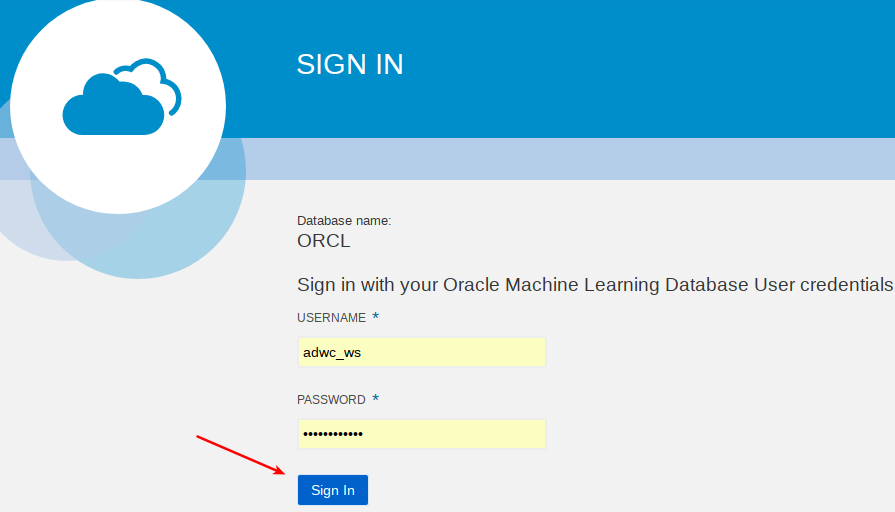 SIGN IN
Database name:
ORCL
Sign in with your Oracle Machine Learning Database User credentials
USERNAME *
adwc_ws
PASSWORD *
••••••••••••
Sign In